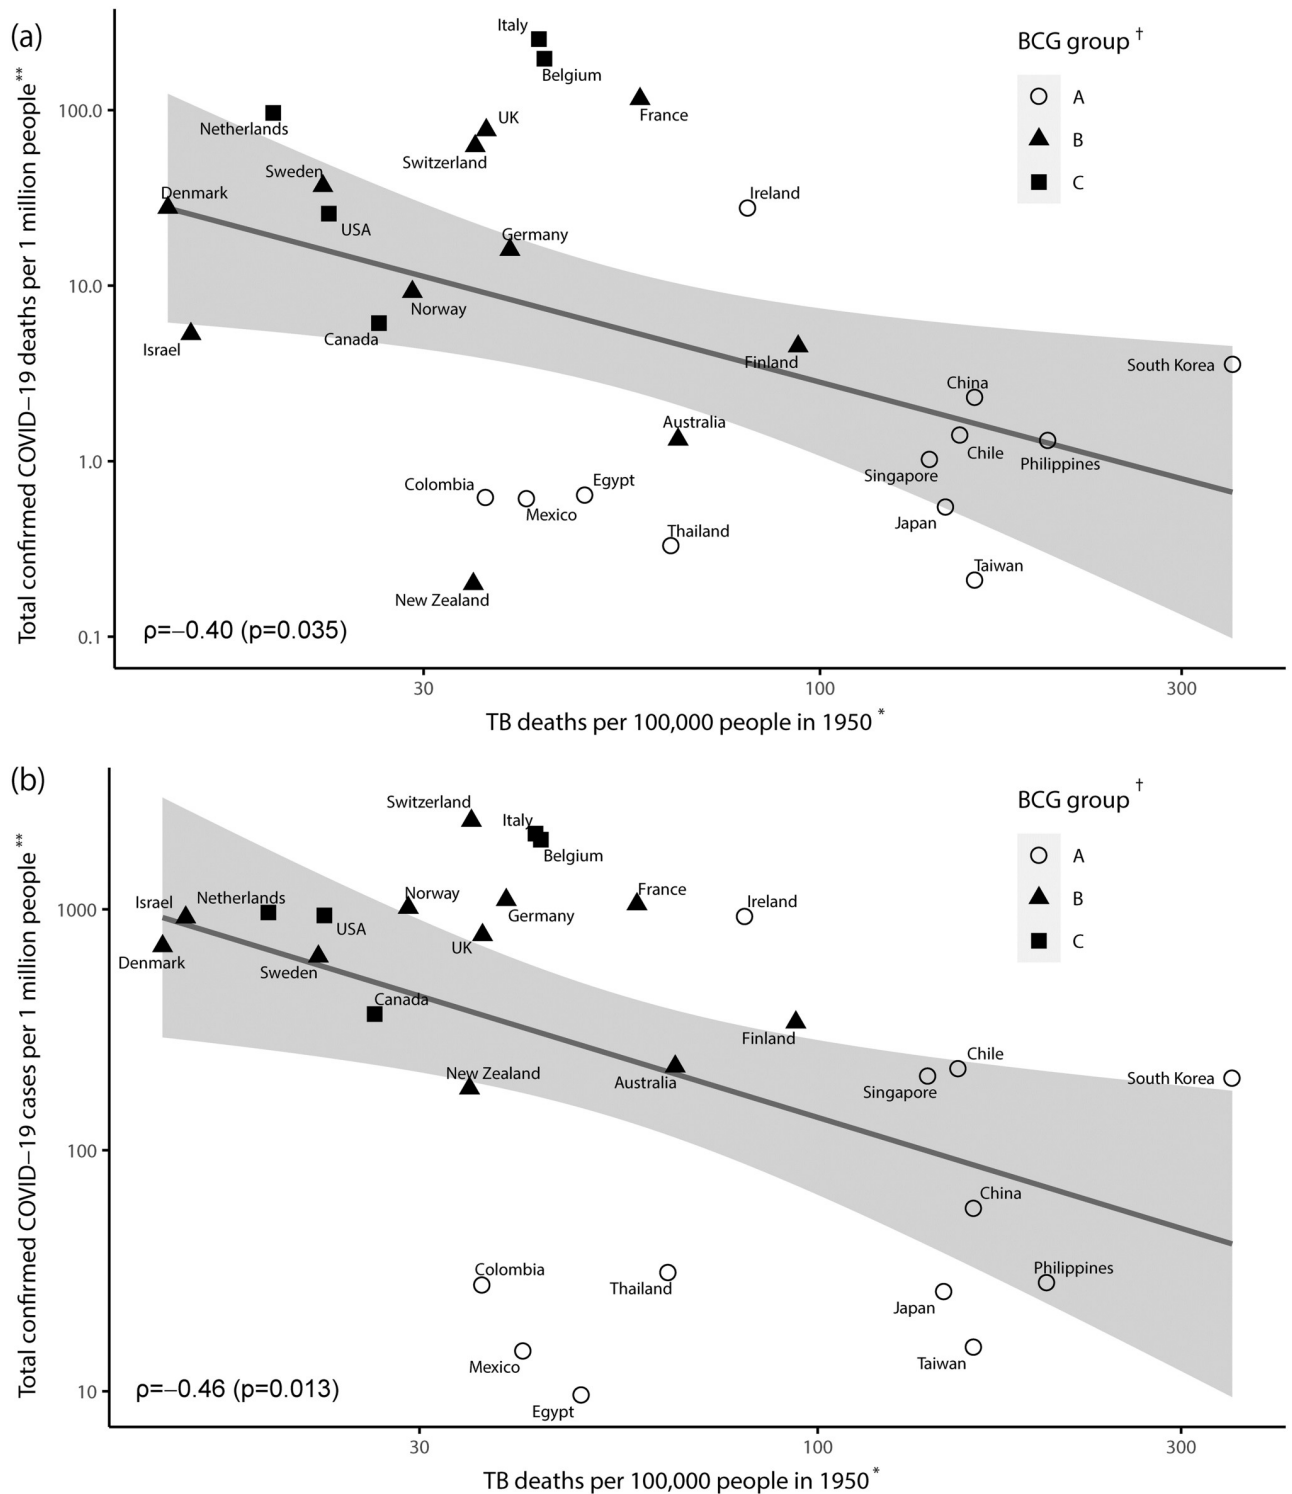 (a)
Total confirmed COVID−19 deaths per 1 million people**
100.0
10.0
1.0
0.1
30
100
300
TB deaths per 100,000 people in 1950*
BCG group†
A
B
C
Italy
Belgium
France
Netherlands
UK
Switzerland
Sweden
Denmark
USA
Ireland
Germany
Norway
Canada
Israel
Finland
South Korea
China
Australia
Chile
Philippines
Singapore
Colombia
Egypt
Mexico
Japan
Thailand
Taiwan
New Zealand
ρ=−0.40 (p=0.035)
(b)
Total confirmed COVID−19 cases per 1 million people**
1000
100
10
30
100
300
TB deaths per 100,000 people in 1950*
BCG group†
A
B
C
Switzerland
Italy
Belgium
Israel
Netherlands
Norway
France
Ireland
Germany
USA
UK
Denmark
Sweden
Canada
Finland
Chile
New Zealand
Australia
Singapore
South Korea
China
Colombia
Thailand
Philippines
Japan
Mexico
Taiwan
Egypt
ρ=−0.46 (p=0.013)